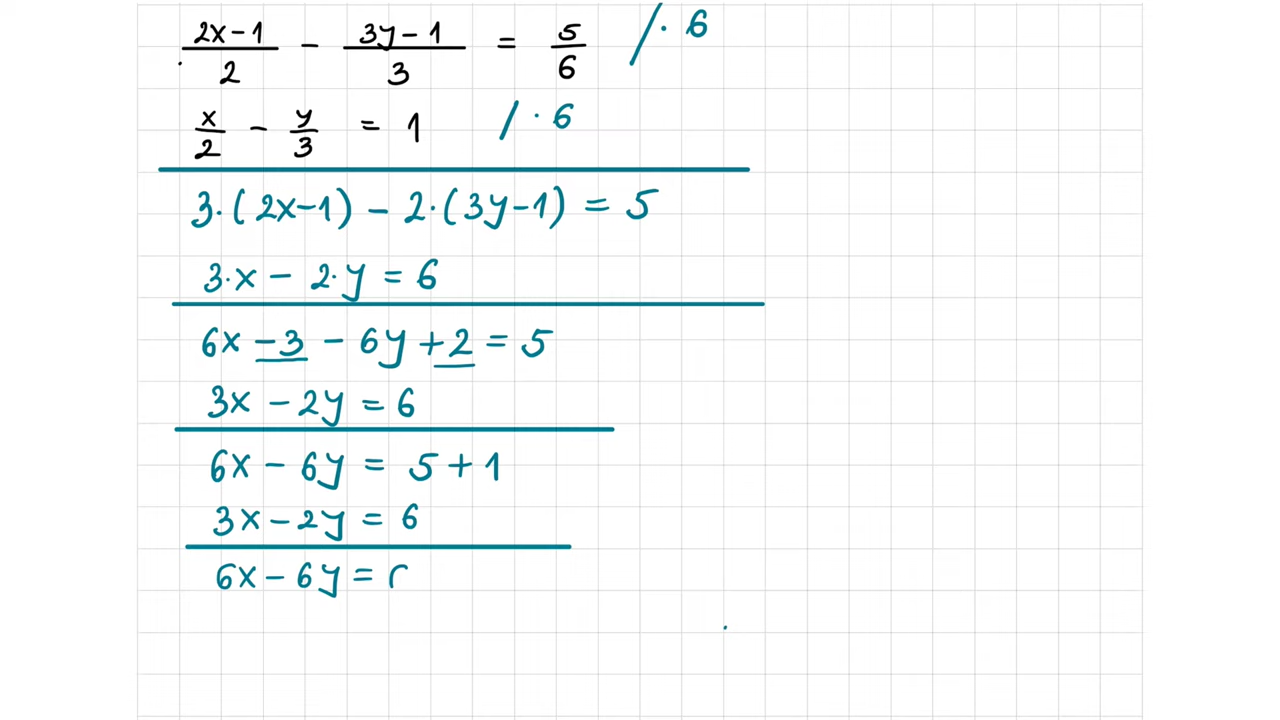 (2x-1)/2 - (3y-1)/3 = 5/6 /·6
x/2 - y/3 = 1 /·6
3·(2x-1) - 2·(3y-1) = 5
3·x - 2·y = 6
6x -3 - 6y +2 = 5
3x - 2y = 6
6x - 6y = 5 + 1
3x - 2y = 6
6x - 6y =